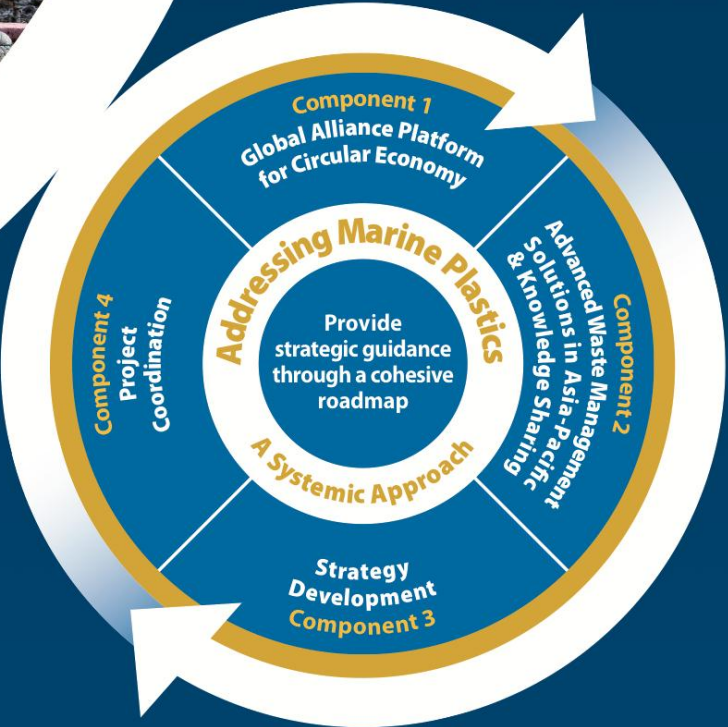 Component 1
Global Alliance Platform
for Circular Economy
Component 2
Advanced Waste Management
Solutions in Asia-Pacific
& Knowledge Sharing
Strategy
Development
Component 3
Component 4
Project
Coordination
Addressing Marine Plastics
Provide
strategic guidance
through a cohesive
roadmap
A Systemic Approach